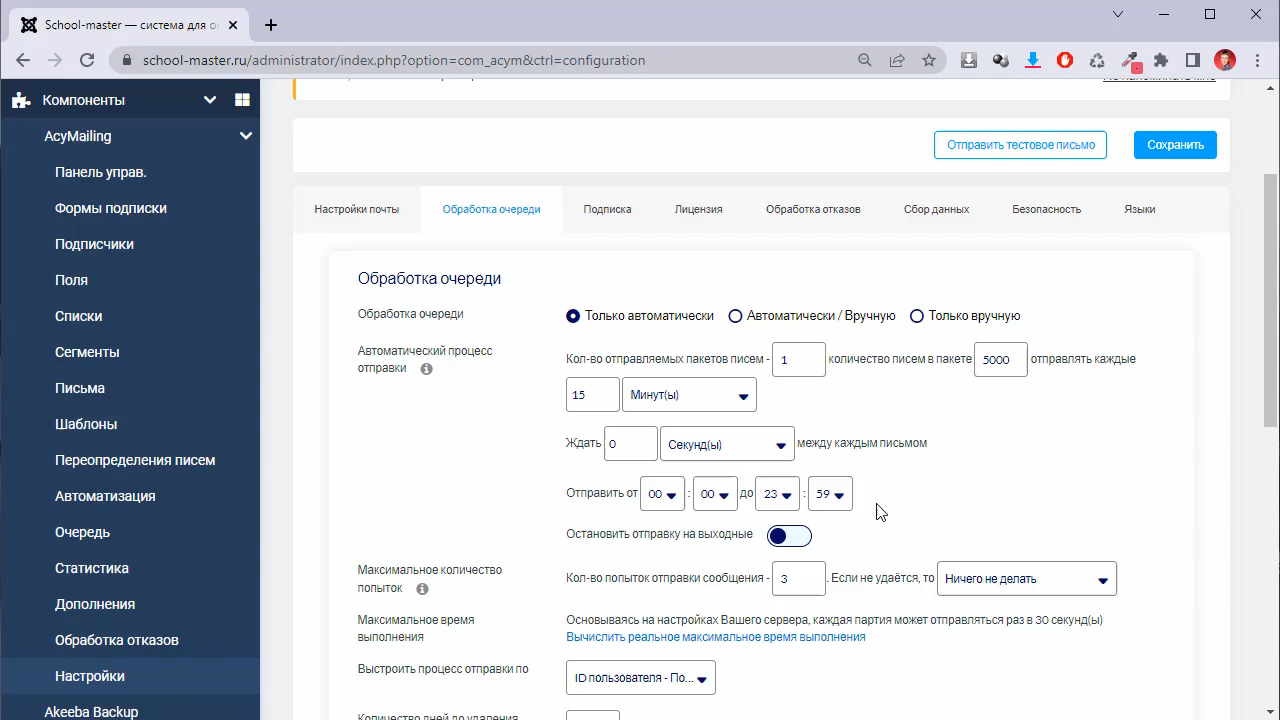 School-master — система для о
school-master.ru/administrator/index.php?option=com_acym&ctrl=configuration
Компоненты
AcyMailing
Панель управ.
Формы подписки
Подписчики
Поля
Списки
Сегменты
Письма
Шаблоны
Переопределения писем
Автоматизация
Очередь
Статистика
Дополнения
Обработка отказов
Настройки
Akeeba Backup
Отправить тестовое письмо
Сохранить
Настройки почты
Обработка очереди
Подписка
Лицензия
Обработка отказов
Сбор данных
Безопасность
Языки
Обработка очереди
Обработка очереди
Только автоматически
Автоматически / Вручную
Только вручную
Автоматический процесс
отправки
Кол-во отправляемых пакетов писем - 1 количество писем в пакете 5000 отправлять каждые
15 Минут(ы)
Ждать 0 Секунд(ы) между каждым письмом
Отправить от 00 : 00 до 23 : 59
Остановить отправку на выходные
Максимальное количество
попыток
Кол-во попыток отправки сообщения - 3 . Если не удаётся, то Ничего не делать
Максимальное время
выполнения
Основываясь на настройках Вашего сервера, каждая партия может отправляться раз в 30 секунд(ы)
Вычислить реальное максимальное время выполнения
Выстроить процесс отправки по
ID пользователя - По...
Количество дней до удаления